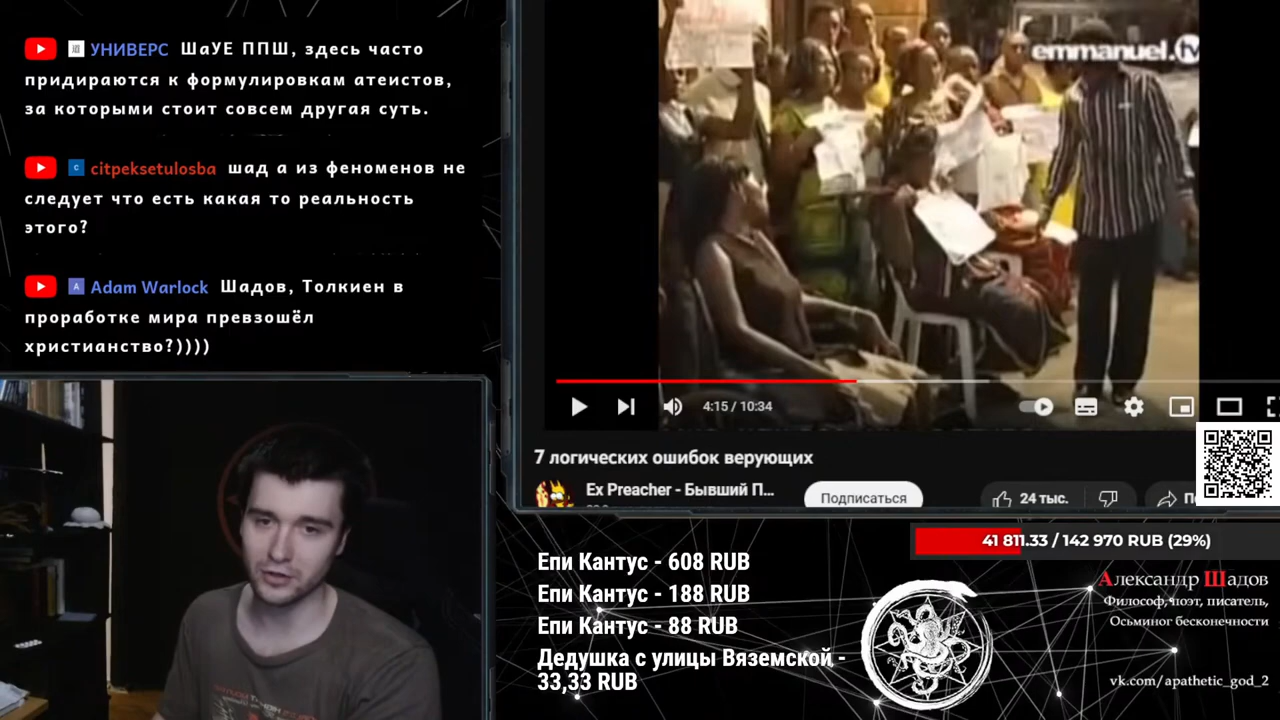 УНИВЕРС ШаУЕ ППШ, здесь часто
придираются к формулировкам атеистов,
за которыми стоит совсем другая суть.
citpeksetulosba шад а из феноменов не
следует что есть какая то реальность
этого?
Adam Warlock Шадов, Толкиен в
проработке мира превзошёл
христианство?))))
emmanuel.tv
4:15 / 10:34
7 логических ошибок верующих
Ex Preacher - Бывший П...
Подписаться
24 тыс.
41 811.33 / 142 970 RUB (29%)
Епи Кантус - 608 RUB
Епи Кантус - 188 RUB
Епи Кантус - 88 RUB
Дедушка с улицы Вяземской -
33,33 RUB
Александр Шадов
Философ, поэт, писатель,
Осьминог бесконечности
vk.com/apathetic_god_2